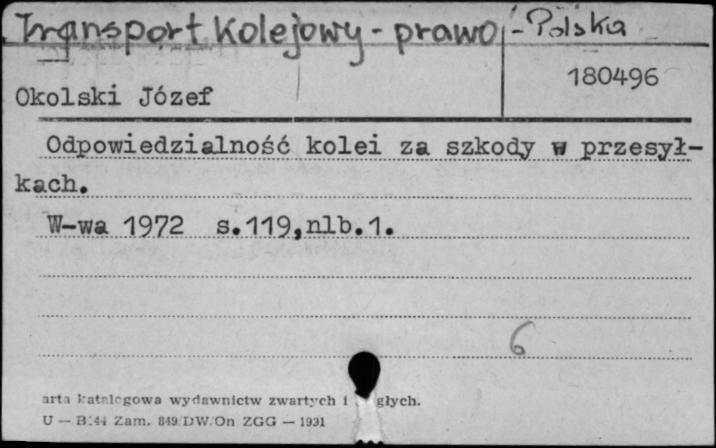 Transport kolejowy - prawo - Polska
180496
Okolski Józef
Odpowiedzialność kolei za szkody w przesył-
kach.
W-wa 1972 s.119,nlb.1.
6
arta katalogowa wydawnictw zwartych i głych.
U — B:44 Zam. 849/DW/On ZGG — 1931